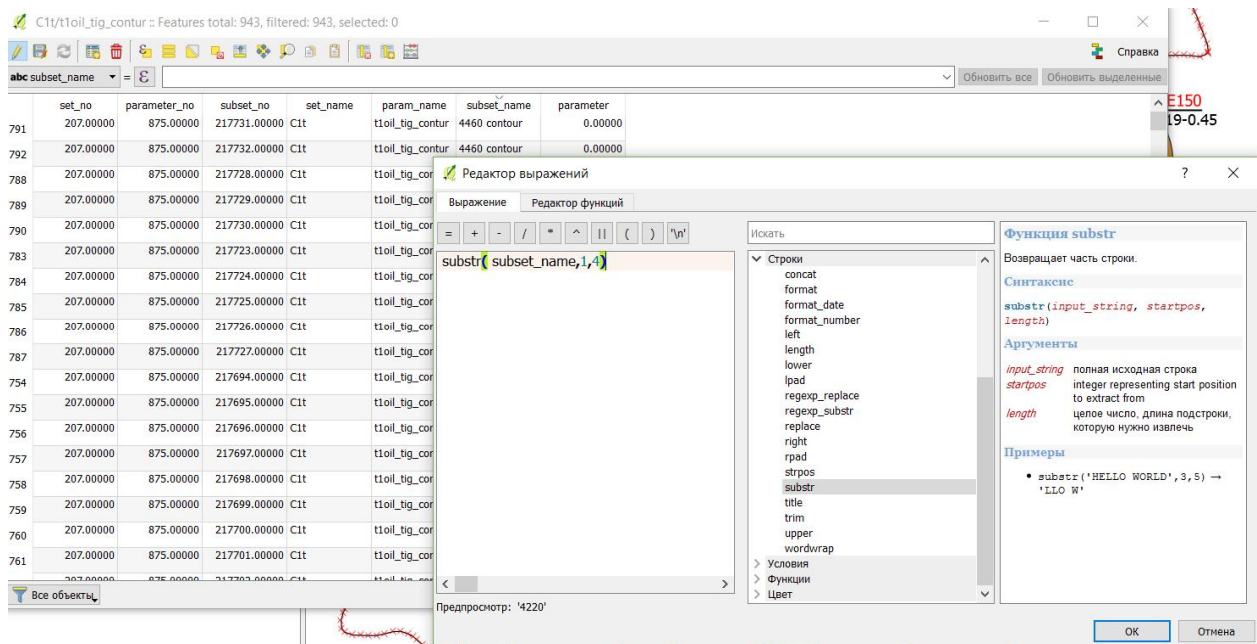 C1t/t1oil_tig_contur :: Features total: 943, filtered: 943, selected: 0
Справка
abc subset_name = ε Обновить все Обновить выделенные
set_no parameter_no subset_no set_name param_name subset_name parameter
791 207.00000 875.00000 217731.00000 C1t t1oil_tig_contur 4460 contour 0.00000
792 207.00000 875.00000 217732.00000 C1t t1oil_tig_contur 4460 contour 0.00000
788 207.00000 875.00000 217728.00000 C1t t1oil_tig_cor
789 207.00000 875.00000 217729.00000 C1t t1oil_tig_cor
790 207.00000 875.00000 217730.00000 C1t t1oil_tig_cor
783 207.00000 875.00000 217723.00000 C1t t1oil_tig_cor
784 207.00000 875.00000 217724.00000 C1t t1oil_tig_cor
785 207.00000 875.00000 217725.00000 C1t t1oil_tig_cor
786 207.00000 875.00000 217726.00000 C1t t1oil_tig_cor
787 207.00000 875.00000 217727.00000 C1t t1oil_tig_cor
754 207.00000 875.00000 217694.00000 C1t t1oil_tig_cor
755 207.00000 875.00000 217695.00000 C1t t1oil_tig_cor
756 207.00000 875.00000 217696.00000 C1t t1oil_tig_cor
757 207.00000 875.00000 217697.00000 C1t t1oil_tig_cor
758 207.00000 875.00000 217698.00000 C1t t1oil_tig_cor
759 207.00000 875.00000 217699.00000 C1t t1oil_tig_cor
760 207.00000 875.00000 217700.00000 C1t t1oil_tig_cor
761 207.00000 875.00000 217701.00000 C1t t1oil_tig_cor
Все объекты
E150
19-0.45
Редактор выражений ?
Выражение Редактор функций
= + - / * ^ || ( ) '\n'
substr( subset_name,1,4)
Предпросмотр: '4220'
Искать
Строки
concat
format
format_date
format_number
left
length
lower
lpad
regexp_replace
regexp_substr
replace
right
rpad
strpos
substr
title
trim
upper
wordwrap
Условия
Функции
Цвет
Функция substr
Возвращает часть строки.
Синтаксис
substr(input_string, startpos,
length)
Аргументы
input_string полная исходная строка
startpos integer representing start position
to extract from
length целое число, длина подстроки,
которую нужно извлечь
Примеры
• substr('HELLO WORLD',3,5) →
'LLO W'
ОК Отмена